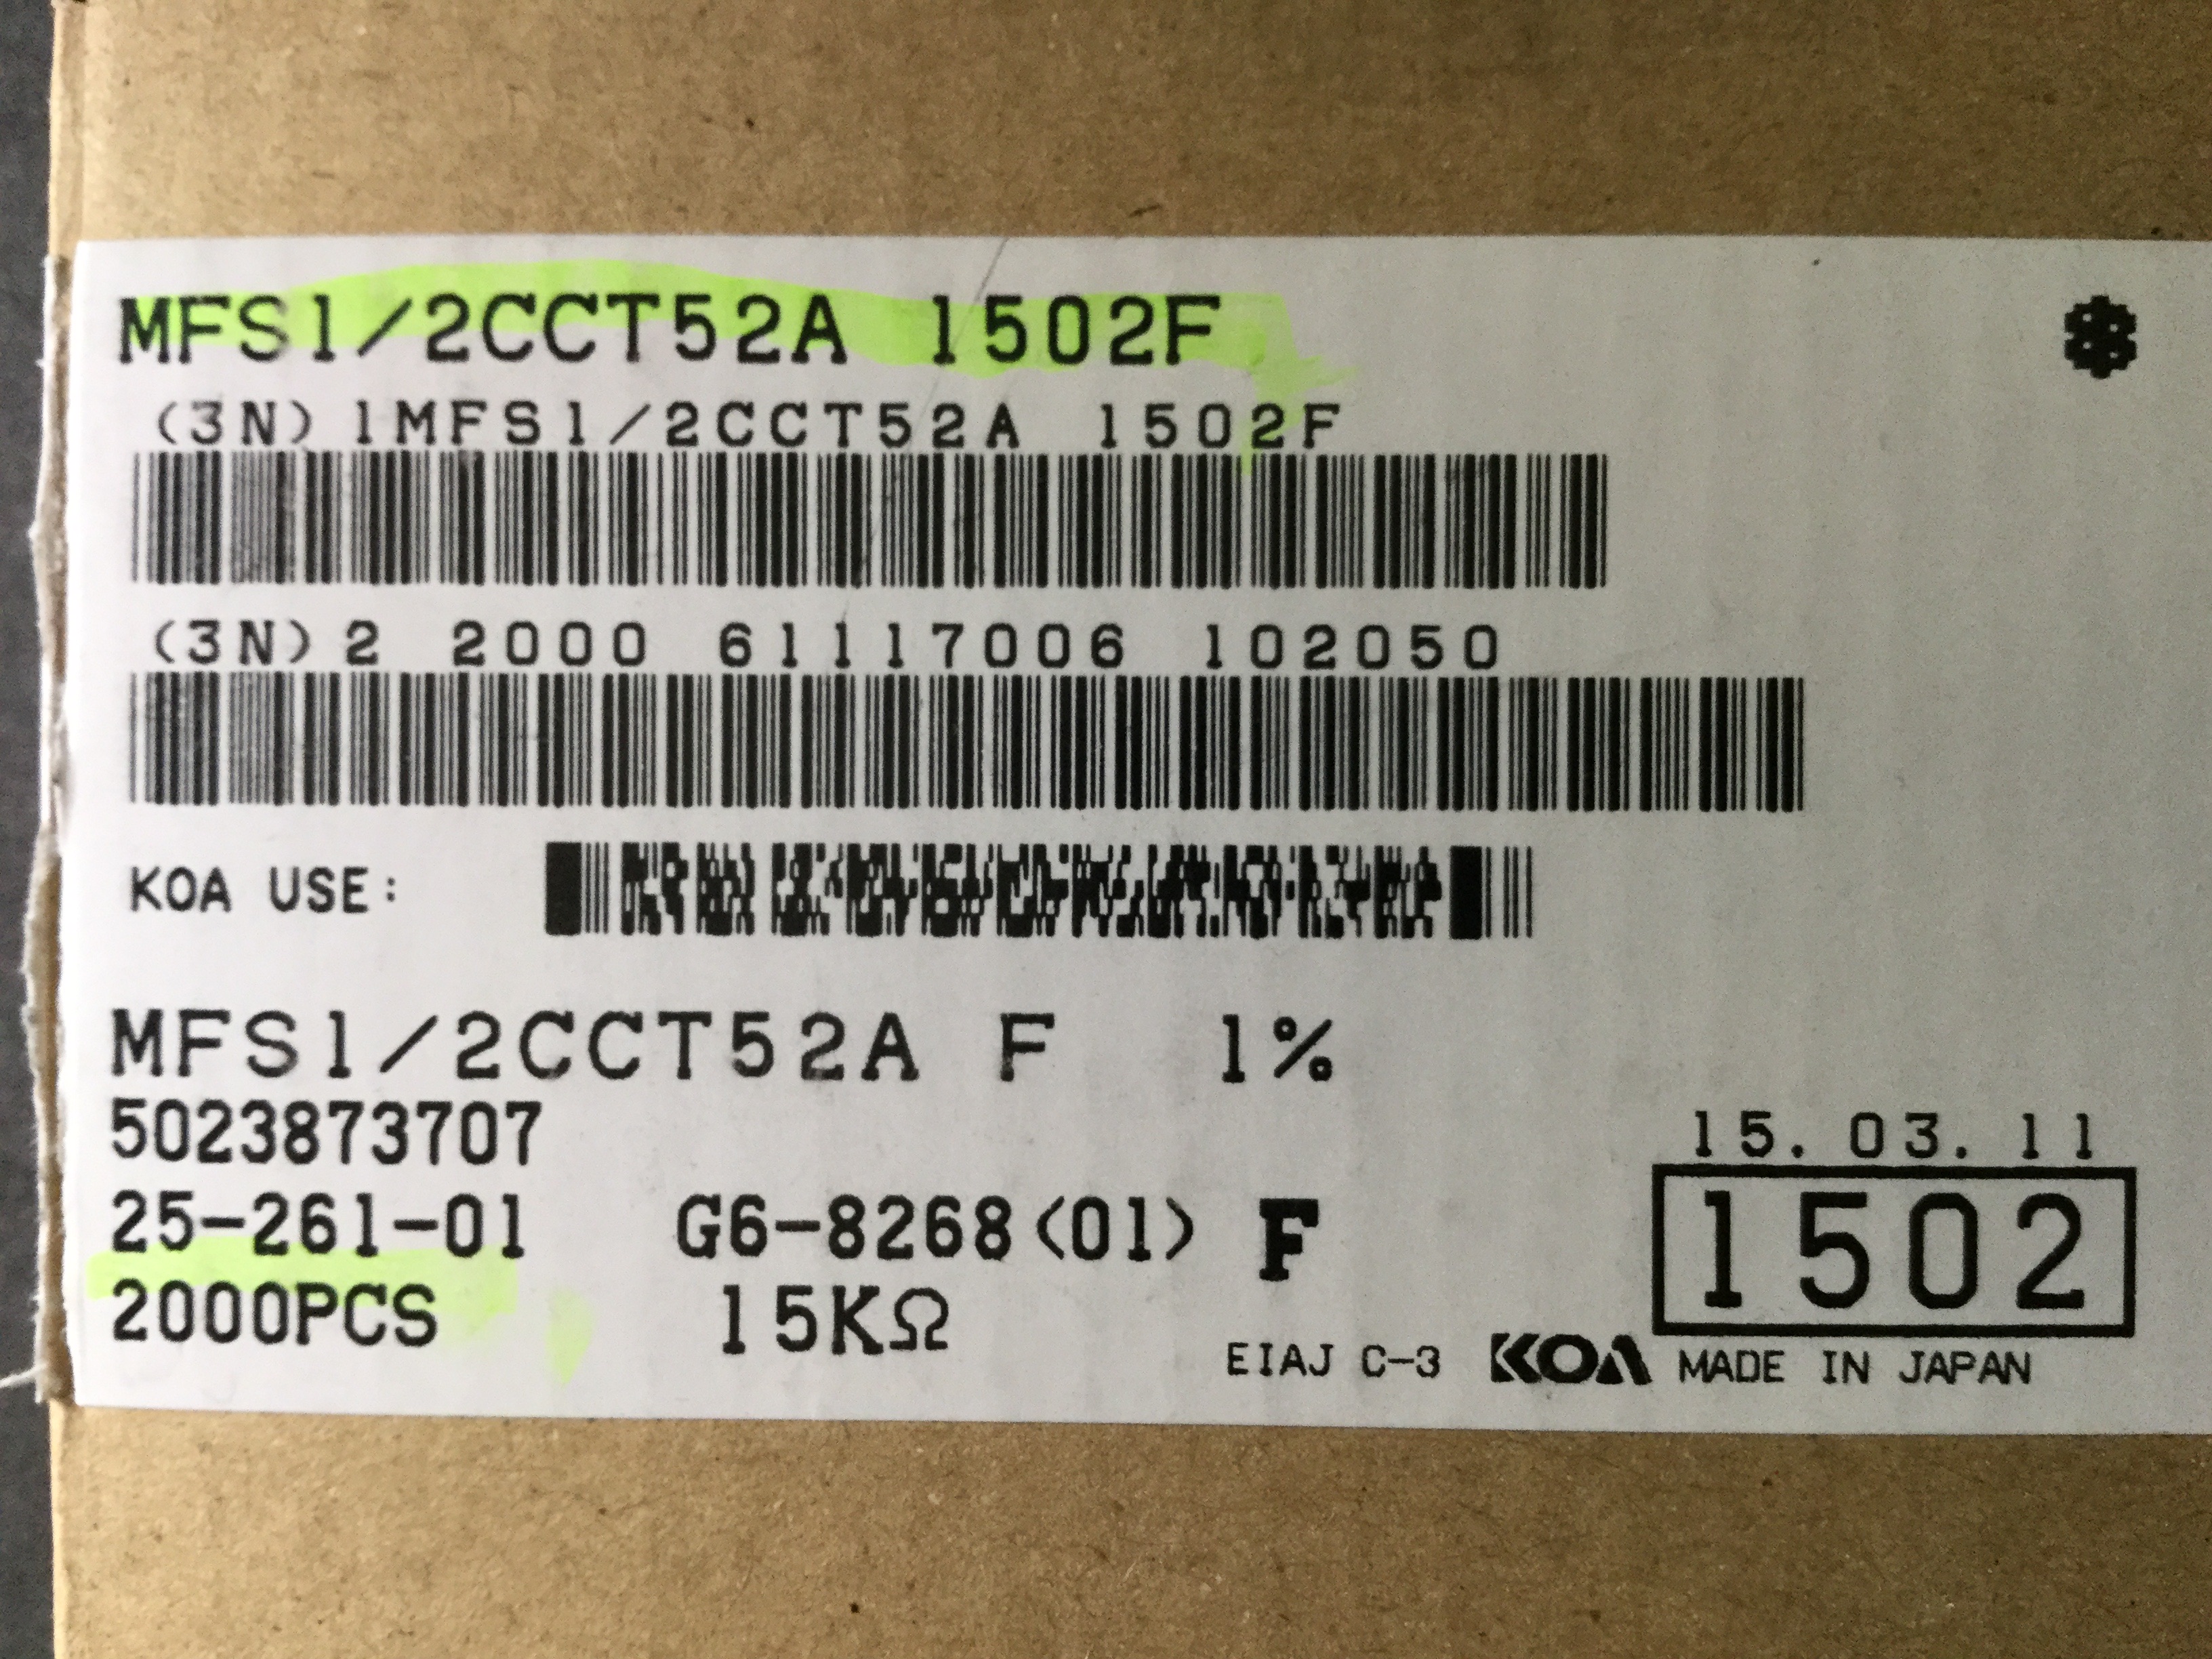 MFS1/2CCT52A 1502F
(3N)1MFS1/2CCT52A 1502F
(3N)2 2000 61117006 102050
KOA USE:
MFS1/2CCT52A F 1%
5023873707
15.03.11
25-261-01 G6-8268(01) F 1502
2000PCS 15KΩ
EIAJ C-3 KOA MADE IN JAPAN